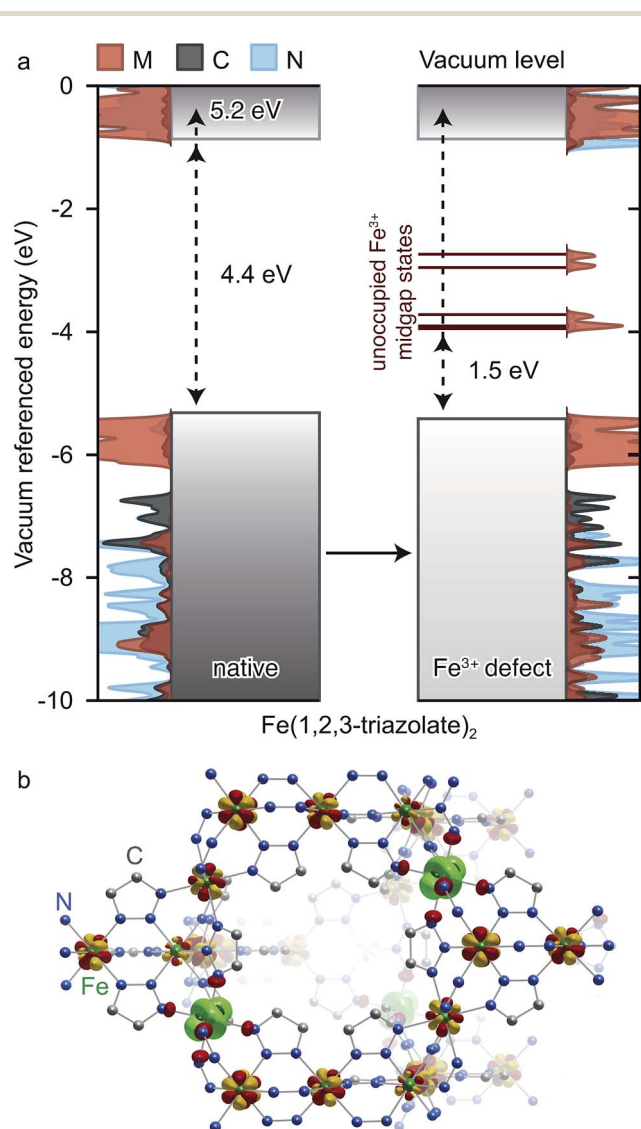 a
M C N
Vacuum level
Vacuum referenced energy (eV)
0
-2
-4
-6
-8
-10
5.2 eV
4.4 eV
native
unoccupied Fe³⁺
midgap states
1.5 eV
Fe³⁺ defect
Fe(1,2,3-triazolate)₂
b
C
N
Fe